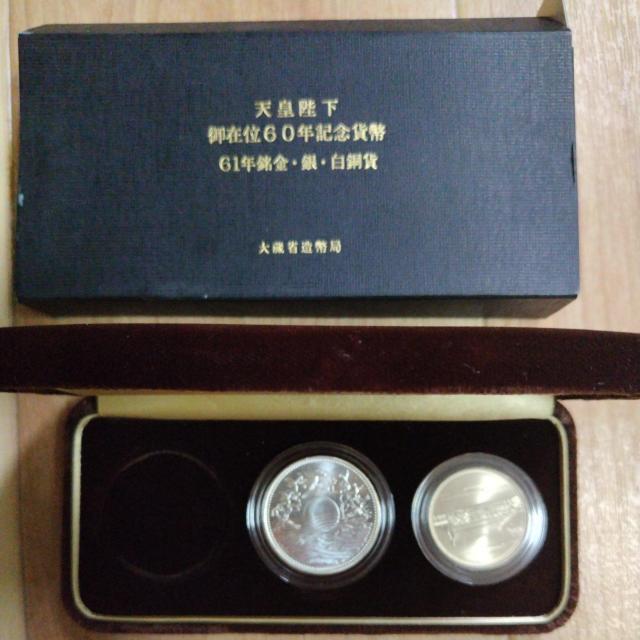 天皇陛下
御在位60年記念貨幣
61年銘金・銀・白銅貨
大蔵省造幣局